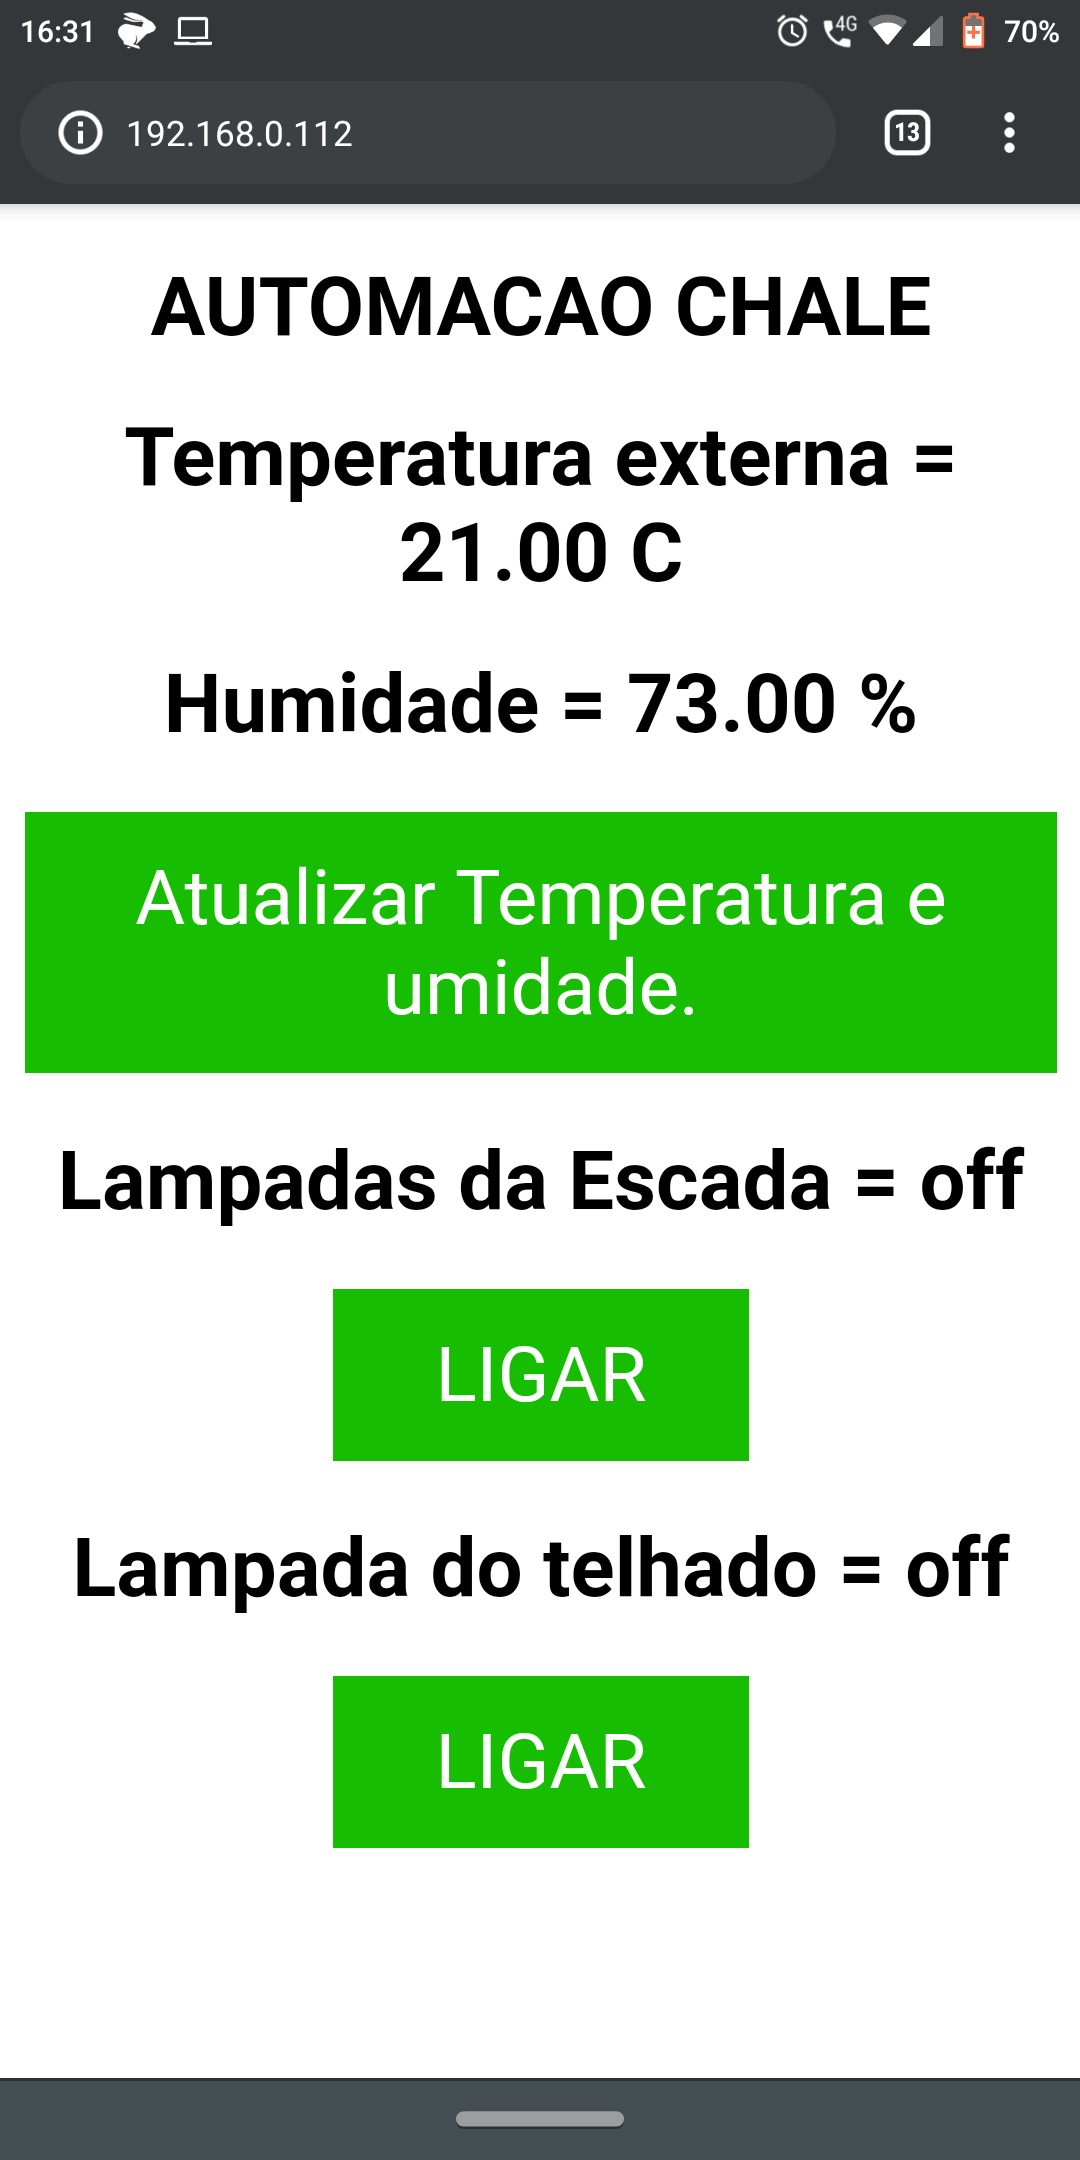 16:31
4G
70%
192.168.0.112
13
AUTOMACAO CHALE
Temperatura externa =
21.00 C
Humidade = 73.00 %
Atualizar Temperatura e
umidade.
Lampadas da Escada = off
LIGAR
Lampada do telhado = off
LIGAR